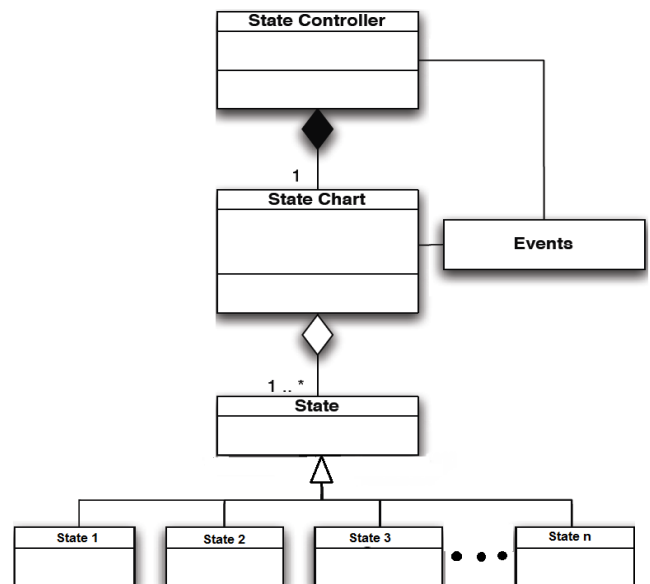 State Controller
1
State Chart
Events
1 .. *
State
State 1
State 2
State 3
State n